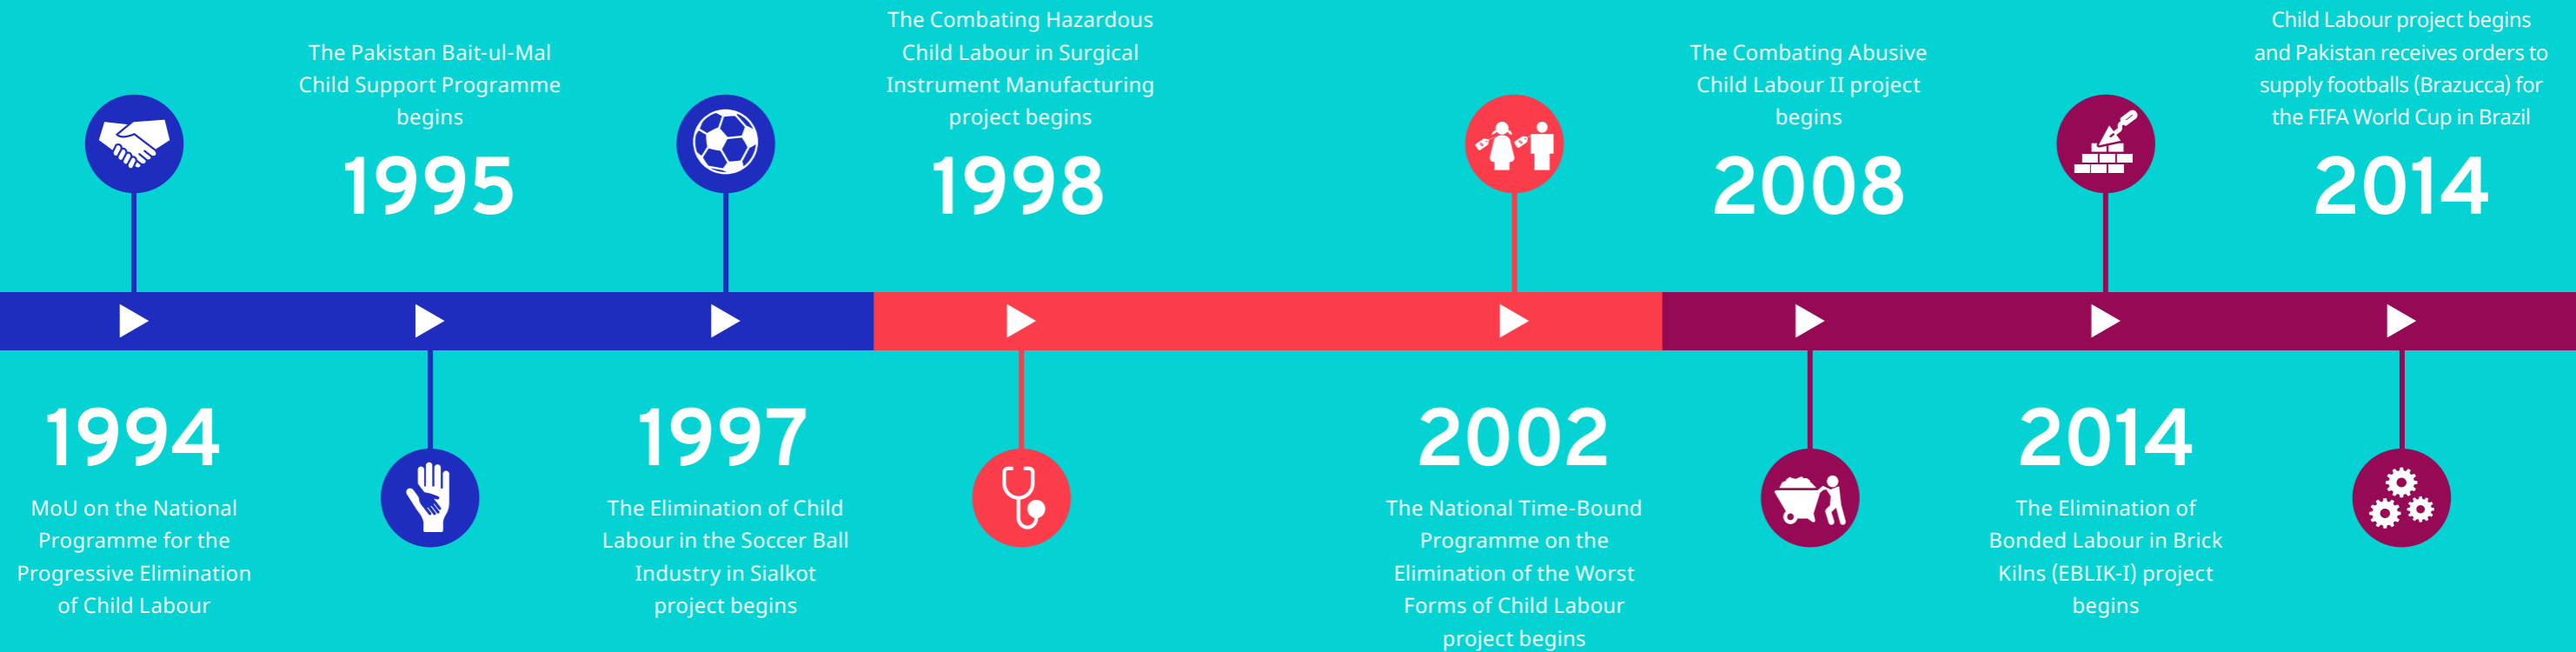 1994
MoU on the National
Programme for the
Progressive Elimination
of Child Labour
The Pakistan Bait-ul-Mal
Child Support Programme
begins
1995
1997
The Elimination of Child
Labour in the Soccer Ball
Industry in Sialkot
project begins
The Combating Hazardous
Child Labour in Surgical
Instrument Manufacturing
project begins
1998
2002
The National Time-Bound
Programme on the
Elimination of the Worst
Forms of Child Labour
project begins
The Combating Abusive
Child Labour II project
begins
2008
2014
The Elimination of
Bonded Labour in Brick
Kilns (EBLIK-I) project
begins
Child Labour project begins
and Pakistan receives orders to
supply footballs (Brazucca) for
the FIFA World Cup in Brazil
2014